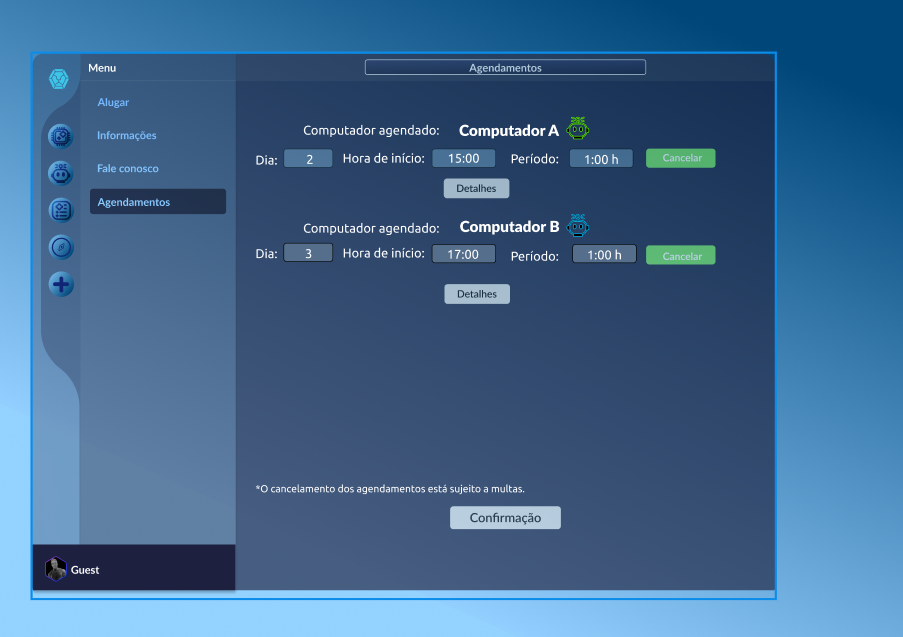 Menu
Agendamentos
Alugar
Informações
Fale conosco
Agendamentos
Computador agendado: Computador A
Dia: 2 Hora de início: 15:00 Período: 1:00 h Cancelar
Detalhes
Computador agendado: Computador B
Dia: 3 Hora de início: 17:00 Período: 1:00 h Cancelar
Detalhes
*O cancelamento dos agendamentos está sujeito a multas.
Confirmação
Guest